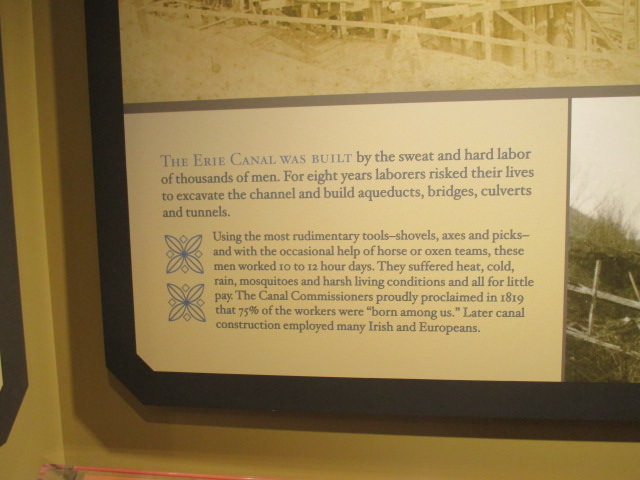 THE ERIE CANAL WAS BUILT by the sweat and hard labor
of thousands of men. For eight years laborers risked their lives
to excavate the channel and build aqueducts, bridges, culverts
and tunnels.
Using the most rudimentary tools–shovels, axes and picks–
and with the occasional help of horse or oxen teams, these
men worked 10 to 12 hour days. They suffered heat, cold,
rain, mosquitoes and harsh living conditions and all for little
pay. The Canal Commissioners proudly proclaimed in 1819
that 75% of the workers were “born among us.” Later canal
construction employed many Irish and Europeans.